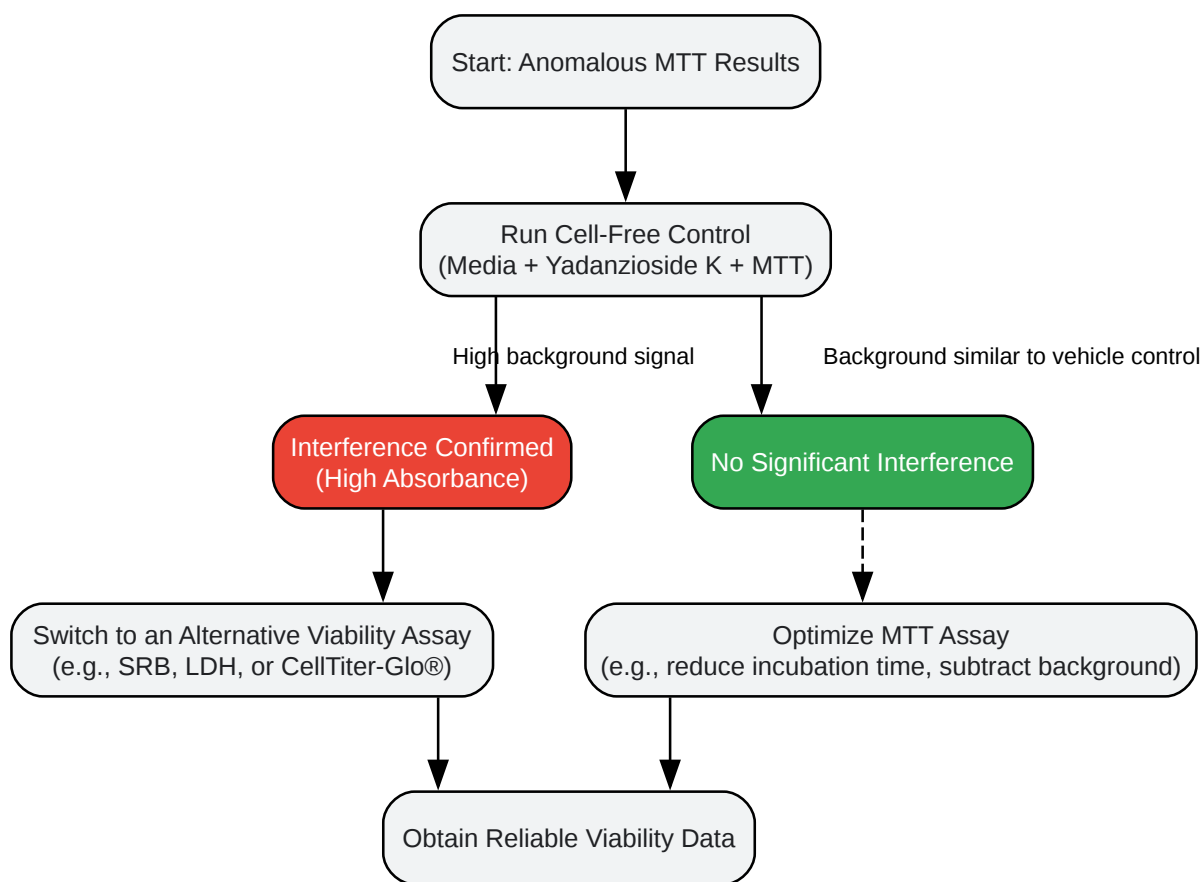 Start: Anomalous MTT Results
Run Cell-Free Control
(Media + Yadanzioside K + MTT)
High background signal
Background similar to vehicle control
Interference Confirmed
(High Absorbance)
No Significant Interference
Switch to an Alternative Viability Assay
(e.g., SRB, LDH, or CellTiter-Glo®)
Optimize MTT Assay
(e.g., reduce incubation time, subtract background)
Obtain Reliable Viability Data